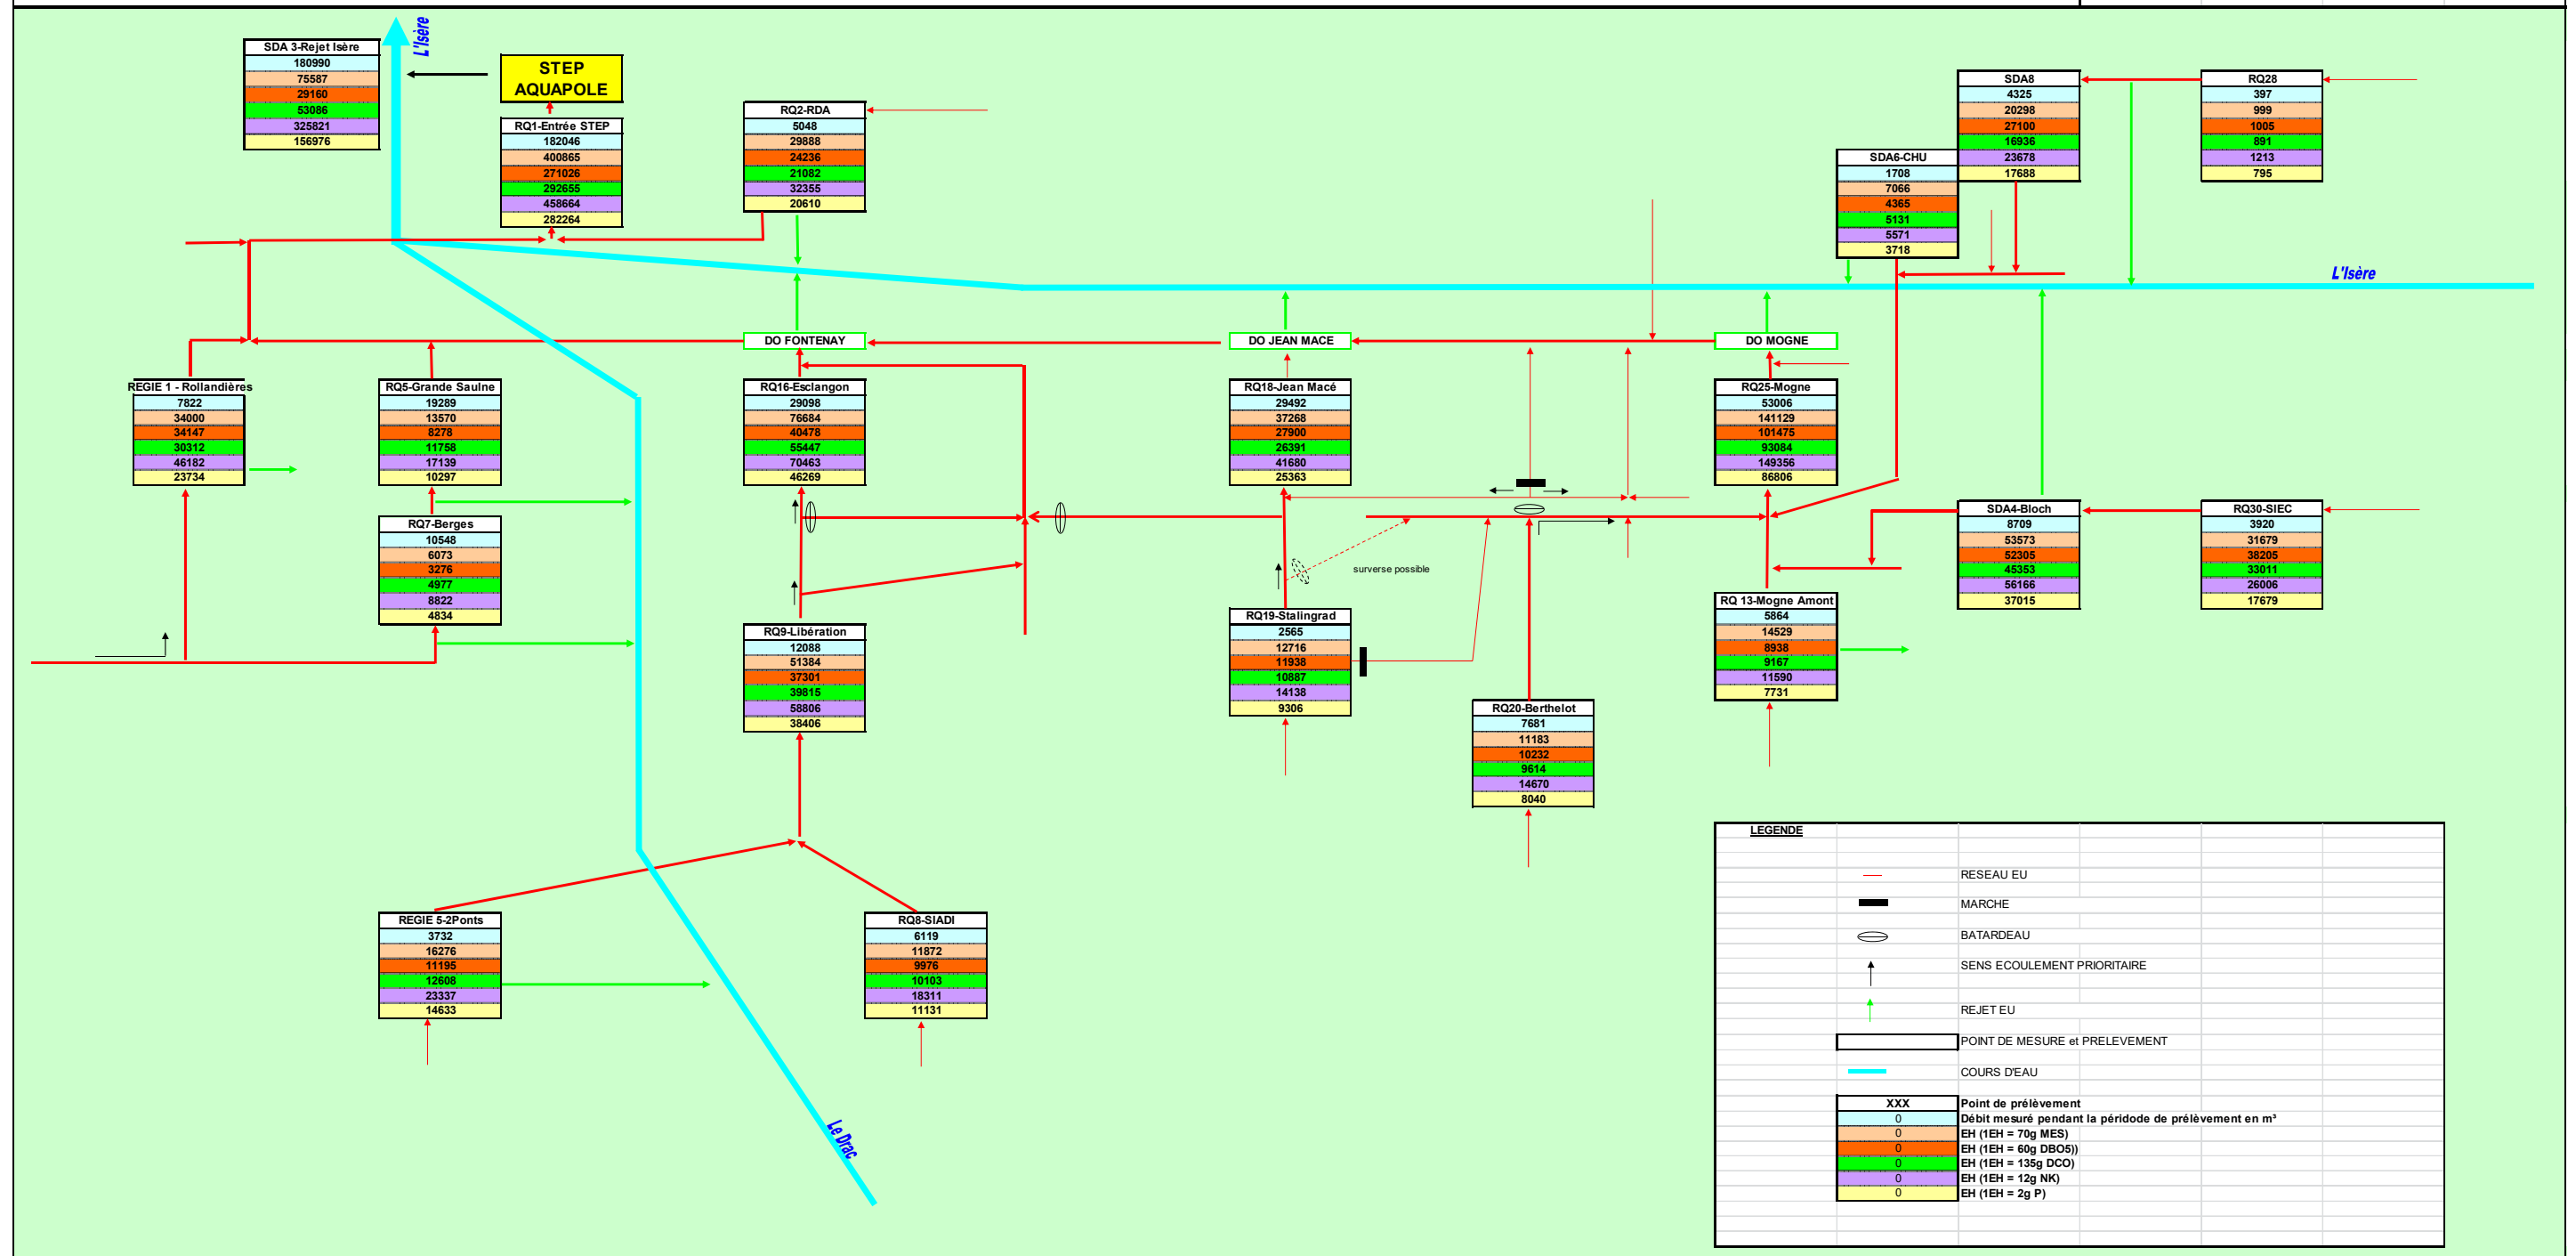 L'Isère
SDA 3-Rejet Isère
180990
75587
29160
53086
325821
156976
STEP
AQUAPOLE
RQ1-Entrée STEP
182046
400865
271026
292655
458664
282264
RQ2-RDA
5048
29888
24236
21082
32355
20610
SDA6-CHU
1708
7066
4365
5131
5571
3718
SDA8
4325
20298
27100
16936
23678
17688
RQ28
397
999
1005
891
1213
795
L'Isère
DO FONTENAY
DO JEAN MACE
DO MOGNE
REGIE 1 - Rollandières
7822
34000
34147
30312
46182
23734
RQ5-Grande Saulne
19289
13570
8278
11758
17139
10297
RQ16-Esclangon
29098
76684
40478
55447
70463
46269
RQ18-Jean Macé
29492
37268
27900
26391
41680
25363
RQ25-Mogne
53006
141129
101475
93084
149356
86806
RQ7-Berges
10548
6073
3276
4977
8822
4834
SDA4-Bloch
8709
53573
52305
45353
56166
37015
RQ30-SIEC
3920
31679
38205
33011
26006
17679
surverse possible
RQ9-Libération
12088
51384
37301
39815
58806
38406
RQ19-Stalingrad
2565
12716
11938
10887
14138
9306
RQ 13-Mogne Amont
5864
14529
8938
9167
11590
7731
RQ20-Berthelot
7681
11183
10232
9614
14670
8040
REGIE 5-2Ponts
3732
16276
11195
12608
23337
14633
RQ8-SIADI
6119
11872
9976
10103
18311
11131
Le Drac
LEGENDE
RESEAU EU
MARCHE
BATARDEAU
SENS ECOULEMENT PRIORITAIRE
REJET EU
POINT DE MESURE et PRELEVEMENT
COURS D'EAU
XXX Point de prélèvement
0 Débit mesuré pendant la péridode de prélèvement en m³
0 EH (1EH = 70g MES)
0 EH (1EH = 60g DBO5))
0 EH (1EH = 135g DCO)
0 EH (1EH = 12g NK)
0 EH (1EH = 2g P)